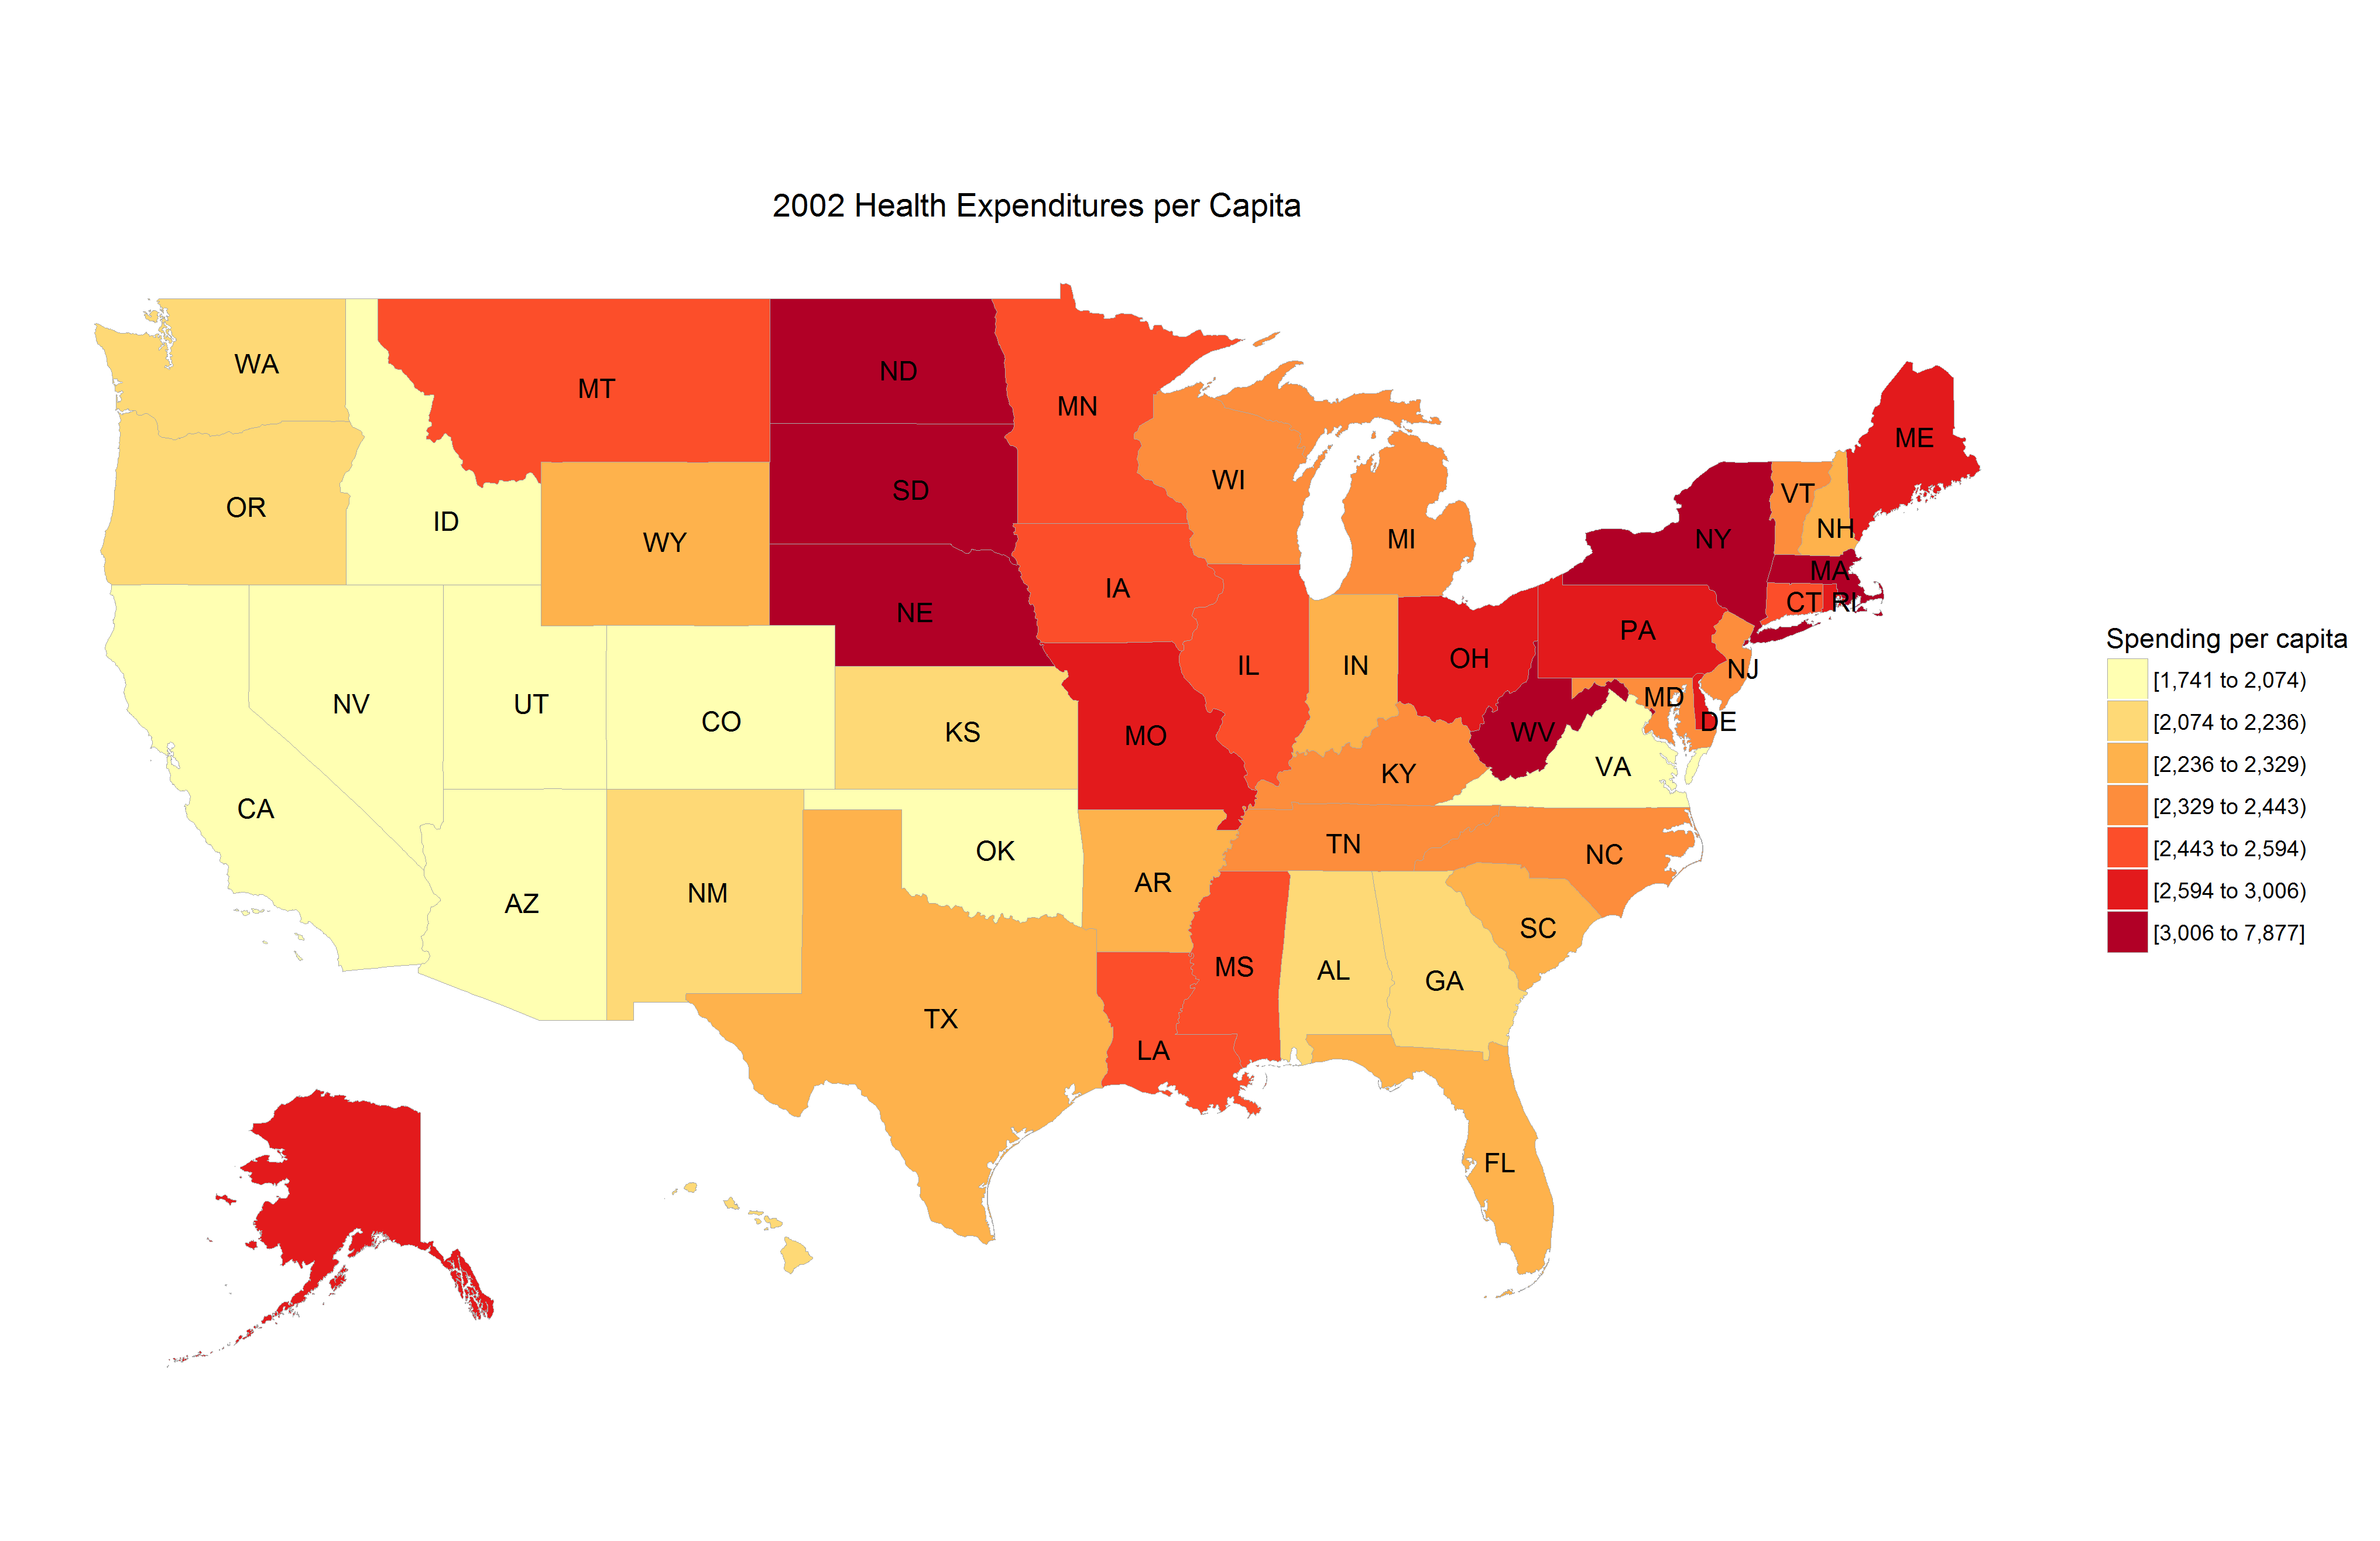 2002 Health Expenditures per Capita
WA
MT
ND
MN
ME
OR
ID
WY
SD
WI
MI
VT
NH
NY
MA
CT RI
IA
NE
PA
IL
IN
OH
NJ
NV
UT
CO
KS
MO
WV
MD
DE
KY
VA
CA
OK
TN
NC
AZ
NM
AR
SC
MS
AL
GA
TX
LA
FL
Spending per capita
[1,741 to 2,074)
[2,074 to 2,236)
[2,236 to 2,329)
[2,329 to 2,443)
[2,443 to 2,594)
[2,594 to 3,006)
[3,006 to 7,877]